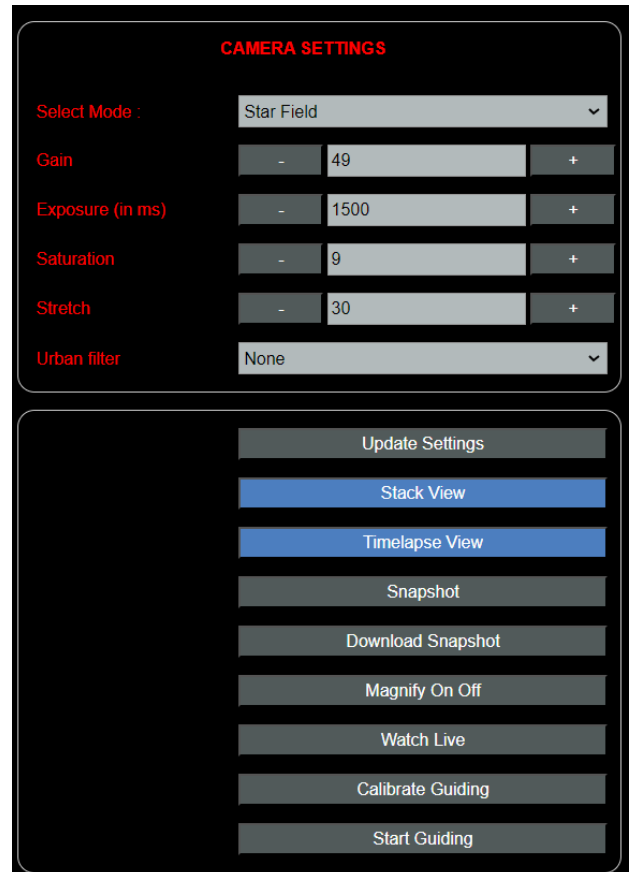 CAMERA SETTINGS
Select Mode : Star Field
Gain - 49 +
Exposure (in ms) - 1500 +
Saturation - 9 +
Stretch - 30 +
Urban filter None
Update Settings
Stack View
Timelapse View
Snapshot
Download Snapshot
Magnify On Off
Watch Live
Calibrate Guiding
Start Guiding